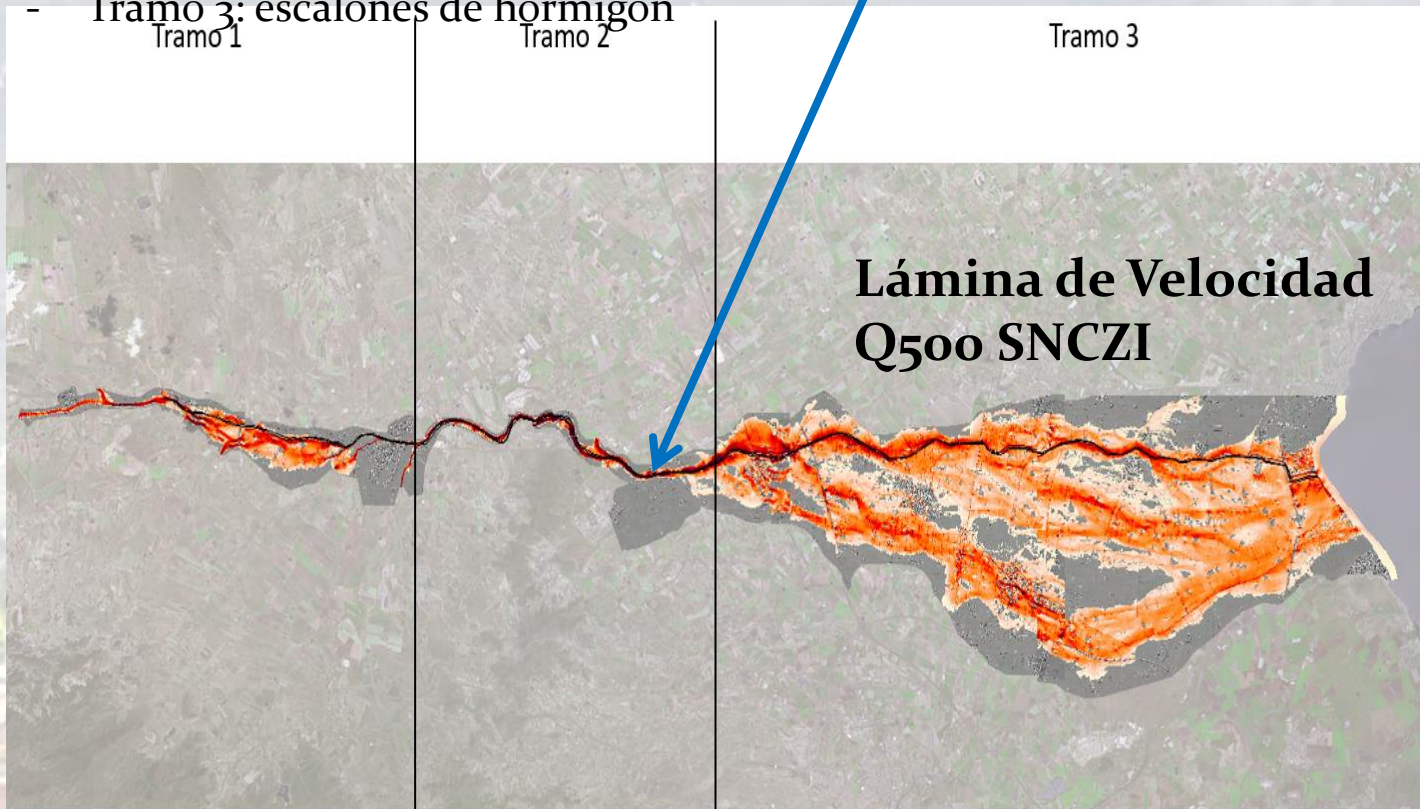 - Tramo 3: escalones de hormigón
Tramo 1
Tramo 2
Tramo 3
Lámina de Velocidad
Q500 SNCZI